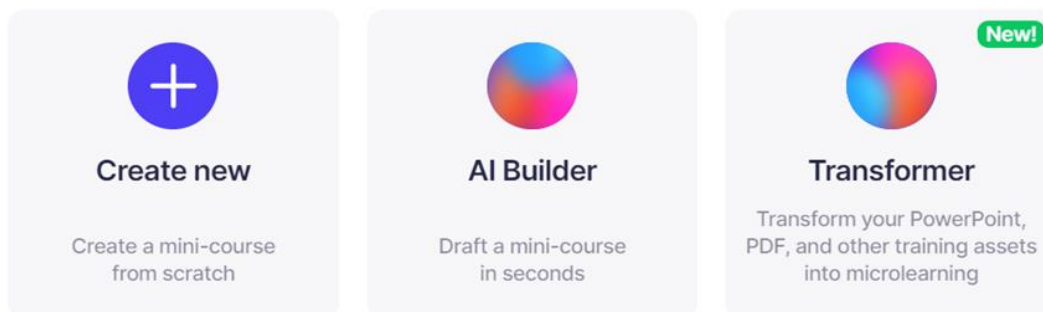 New!
Create new
AI Builder
Transformer
Create a mini-course
from scratch
Draft a mini-course
in seconds
Transform your PowerPoint,
PDF, and other training assets
into microlearning